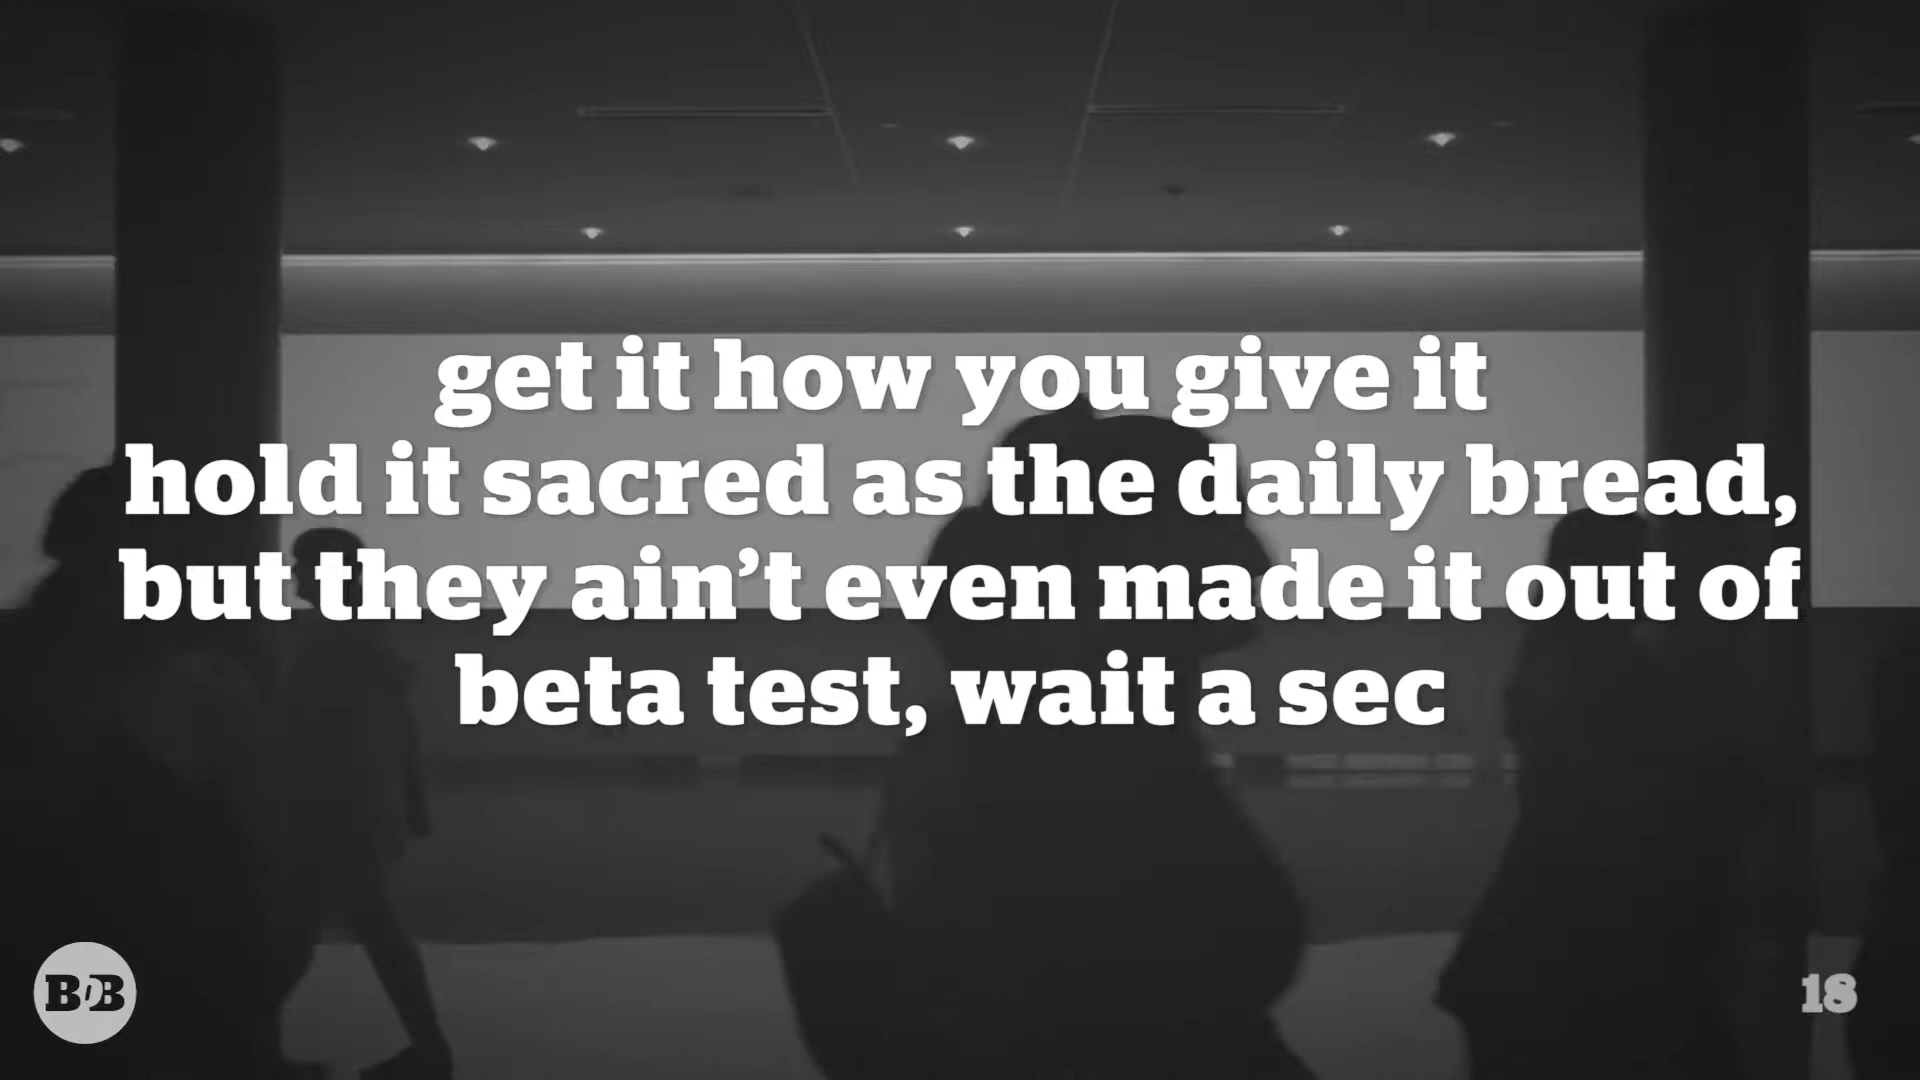 get it how you give it
hold it sacred as the daily bread,
but they ain’t even made it out of
beta test, wait a sec
BDB
18